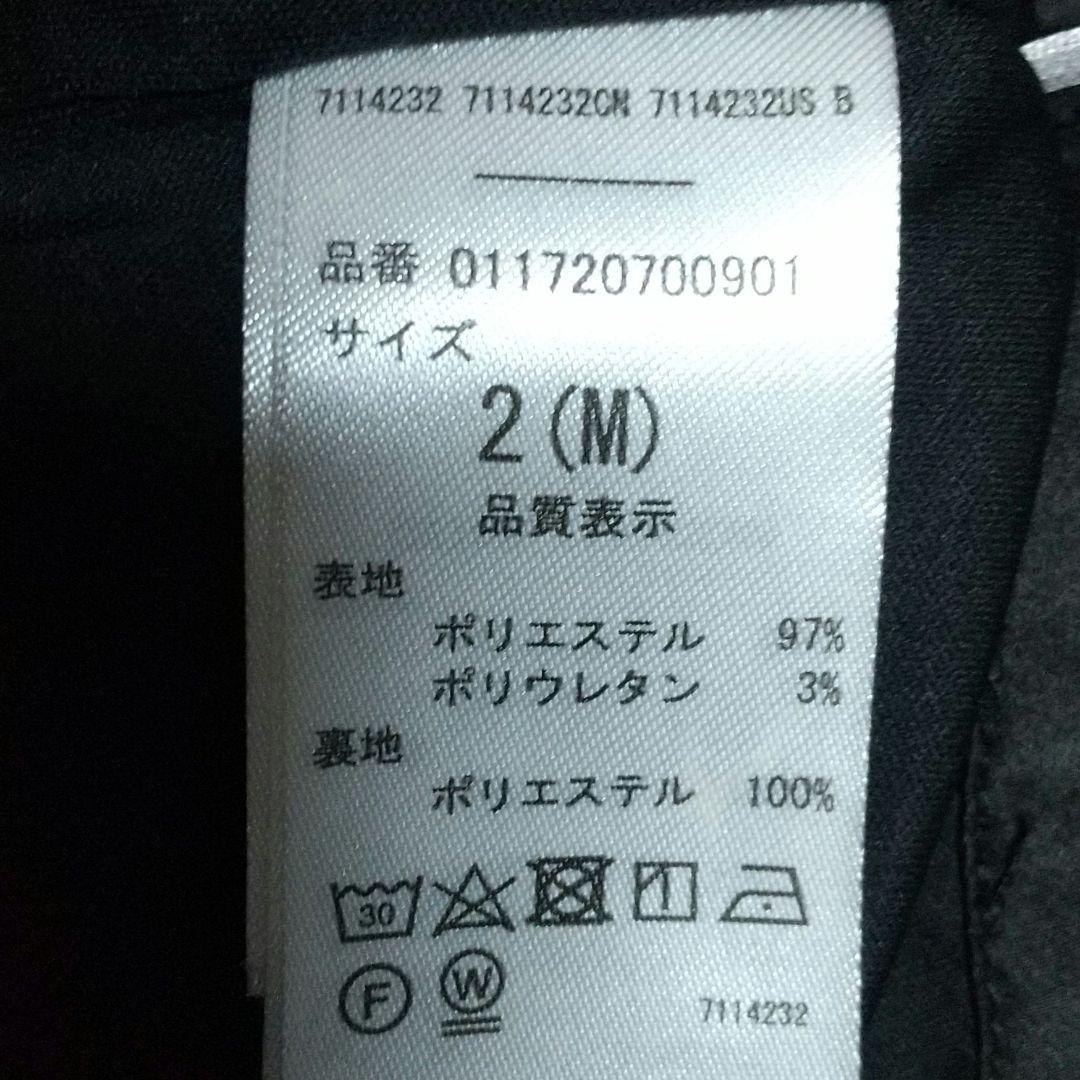 7114232 7114232CN 7114232US B
品番 011720700901
サイズ
2(M)
品質表示
表地
ポリエステル 97%
ポリウレタン 3%
裏地
ポリエステル 100%
30
F W
7114232